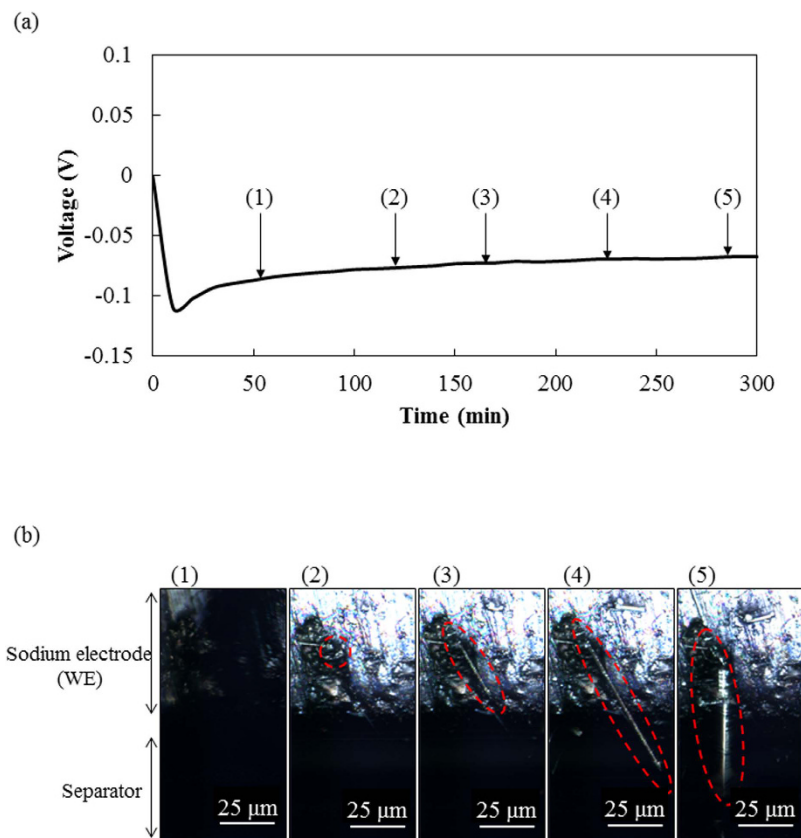 (a)
0.1
0.05
0
-0.05
-0.1
-0.15
Voltage (V)
(1)
(2)
(3)
(4)
(5)
0 50 100 150 200 250 300
Time (min)
(b)
(1) (2) (3) (4) (5)
Sodium electrode
(WE)
Separator
25 μm 25 μm 25 μm 25 μm 25 μm